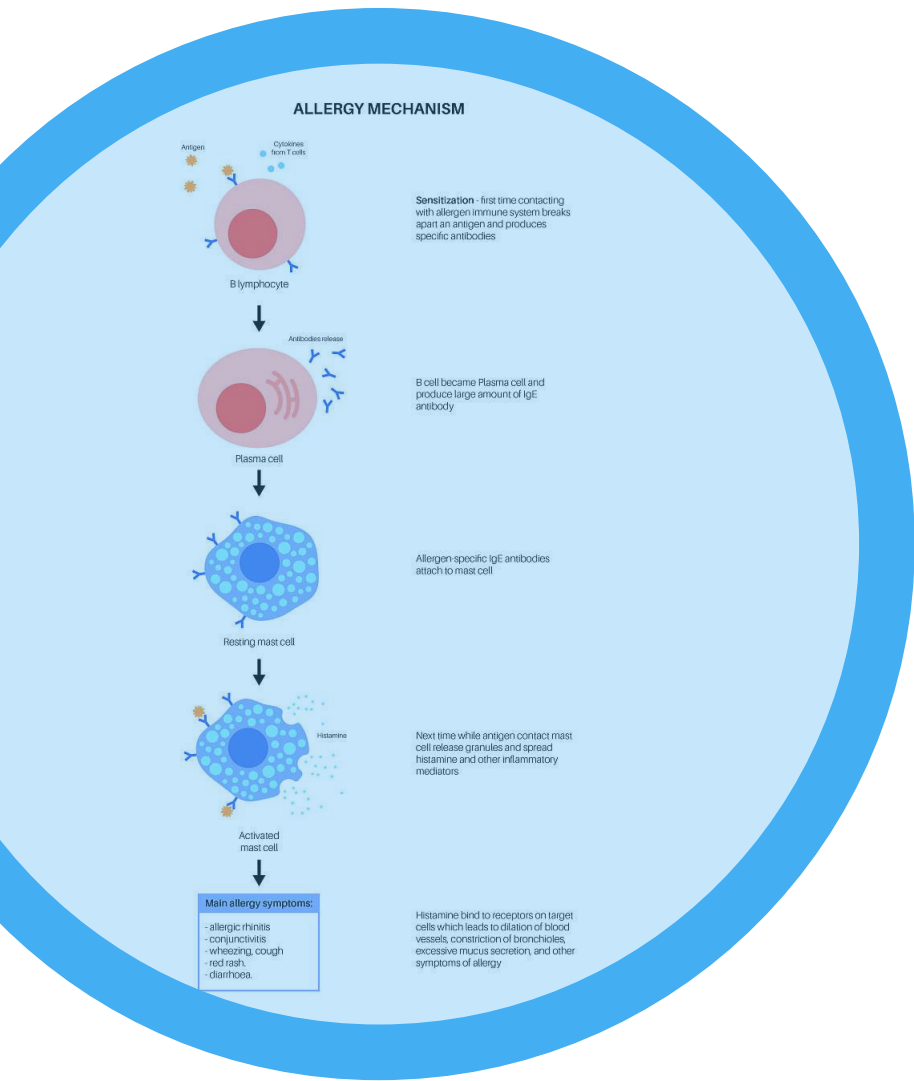 ALLERGY MECHANISM
Antigen
Cytokines
from T cells
Sensitization - first time contacting
with allergen immune system breaks
apart an antigen and produces
specific antibodies
B lymphocyte
Antibodies release
B cell became Plasma cell and
produce large amount of IgE
antibody
Plasma cell
Allergen-specific IgE antibodies
attach to mast cell
Resting mast cell
Histamine
Next time while antigen contact mast
cell release granules and spread
histamine and other inflammatory
mediators
Activated
mast cell
Main allergy symptoms:
- allergic rhinitis
- conjunctivitis
- wheezing, cough
- red rash.
- diarrhoea.
Histamine bind to receptors on target
cells which leads to dilation of blood
vessels, constriction of bronchioles,
excessive mucus secretion, and other
symptoms of allergy